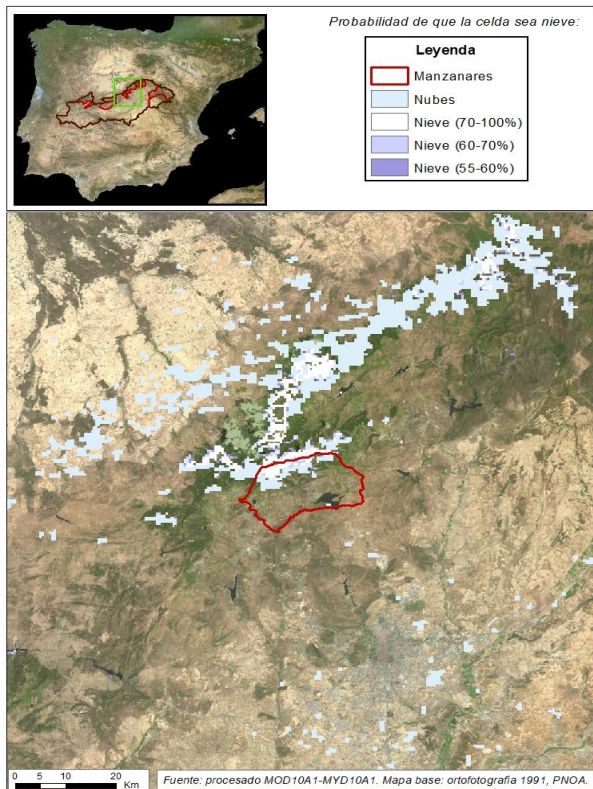 Probabilidad de que la celda sea nieve:
Leyenda
Manzanares
Nubes
Nieve (70-100%)
Nieve (60-70%)
Nieve (55-60%)
0 5 10 20
Km
Fuente: procesado MOD10A1-MYD10A1. Mapa base: ortofotografia 1991, PNOA.